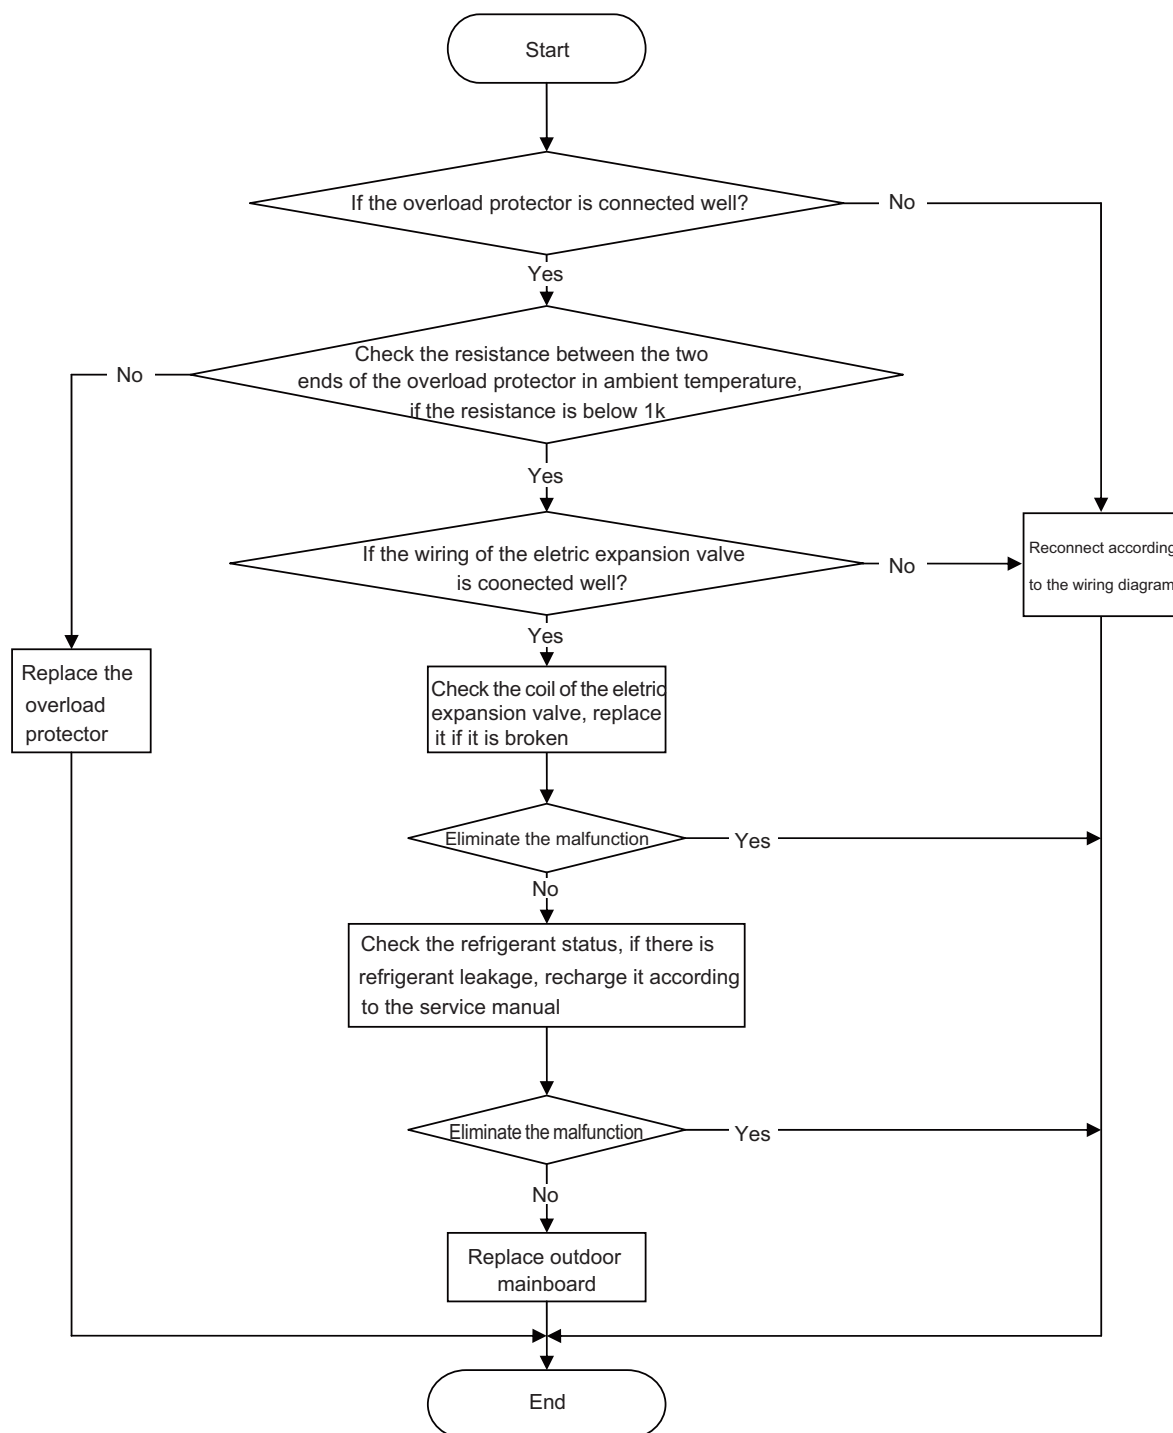 Start
If the overload protector is connected well?
No
Yes
Check the resistance between the two
ends of the overload protector in ambient temperature,
if the resistance is below 1k
No
Yes
If the wiring of the eletric expansion valve
is coonected well?
No
Reconnect according
to the wiring diagram
Yes
Replace the
overload
protector
Check the coil of the eletric
expansion valve, replace
it if it is broken
Eliminate the malfunction
Yes
No
Check the refrigerant status, if there is
refrigerant leakage, recharge it according
to the service manual
Eliminate the malfunction
Yes
No
Replace outdoor
mainboard
End